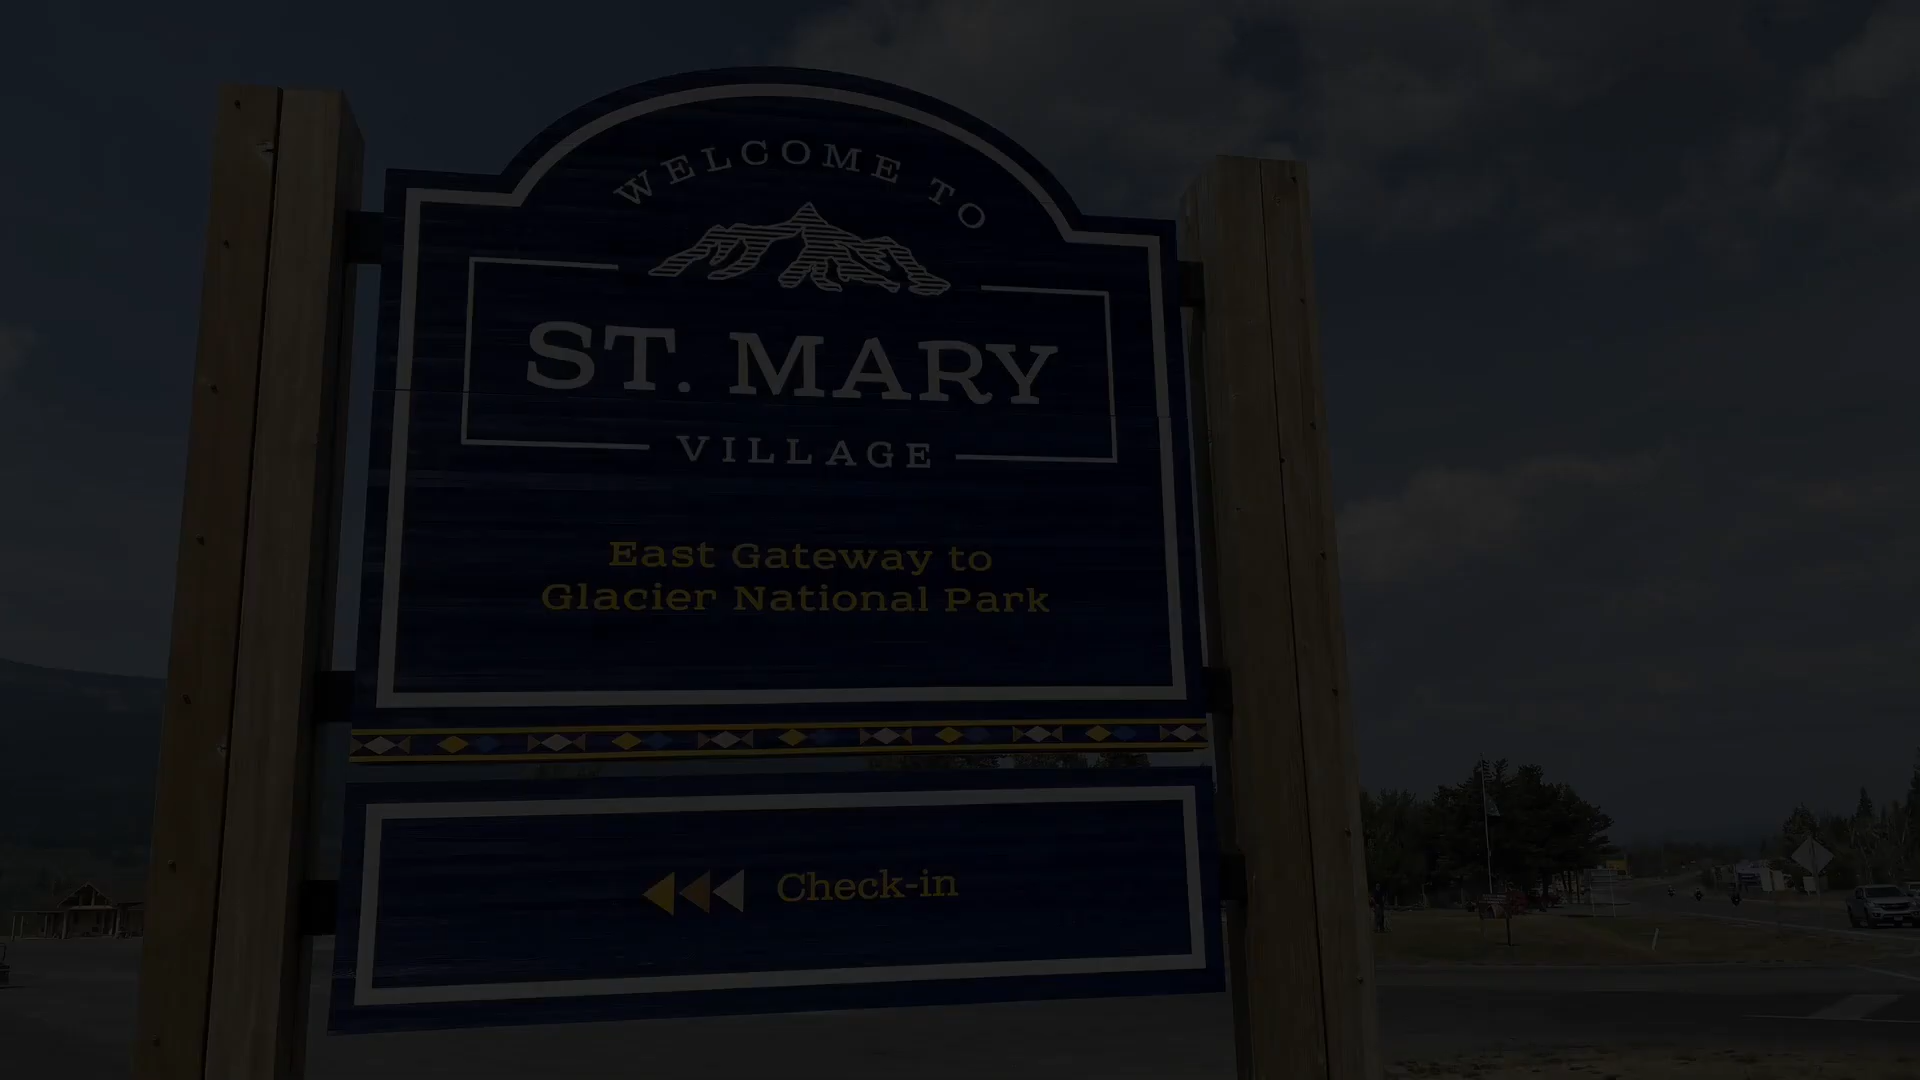 WELCOME TO
ST. MARY
VILLAGE
East Gateway to
Glacier National Park
Check-in